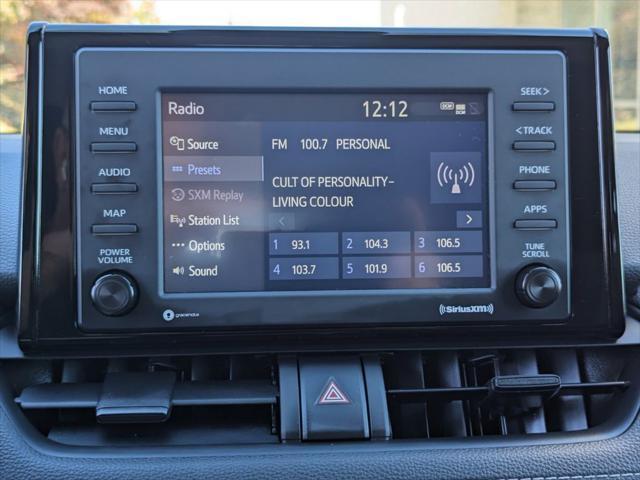 HOME
MENU
AUDIO
MAP
POWER
VOLUME
Radio
12:12
DCM
Source
Presets
SXM Replay
Station List
Options
Sound
FM 100.7 PERSONAL
CULT OF PERSONALITY–
LIVING COLOUR
1 93.1 2 104.3 3 106.5
4 103.7 5 101.9 6 106.5
SEEK >
< TRACK
PHONE
APPS
TUNE
SCROLL
gracenote
((SiriusXM))